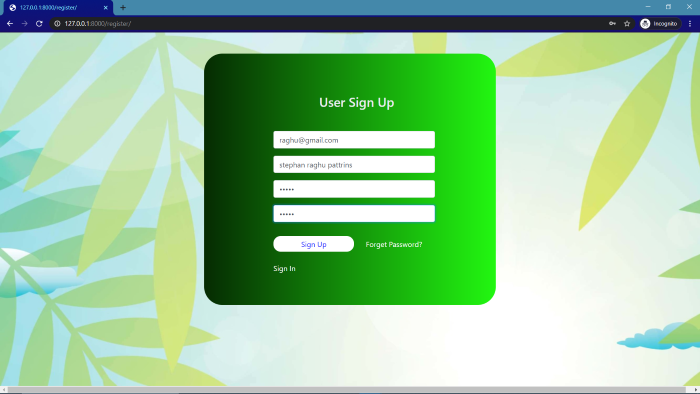 127.0.0.1:8000/register/
127.0.0.1:8000/register/
Incognito
User Sign Up
raghu@gmail.com
stephan raghu pattrins
•••••
•••••
Sign Up
Forget Password?
Sign In